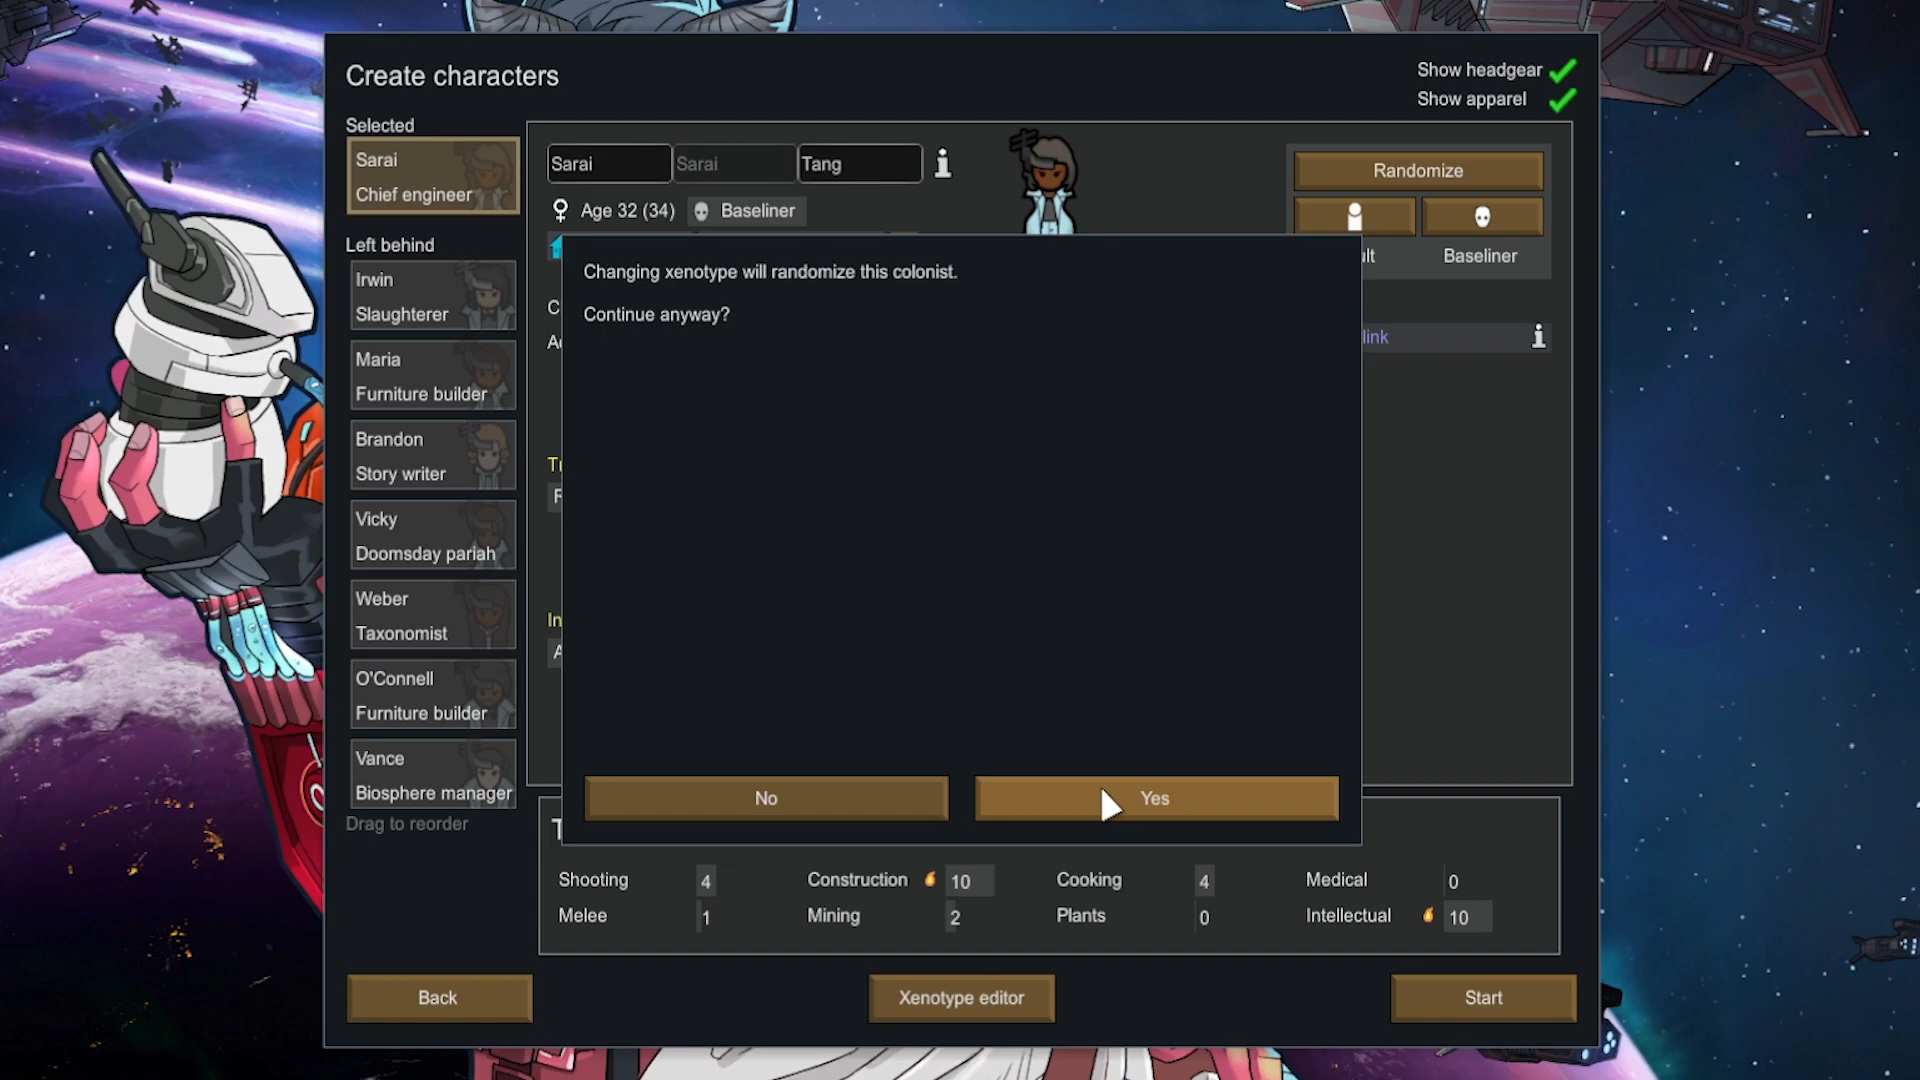 Create characters
Show headgear
Show apparel
Selected
Sarai
Chief engineer
Left behind
Irwin
Slaughterer
Maria
Furniture builder
Brandon
Story writer
Vicky
Doomsday pariah
Weber
Taxonomist
O'Connell
Furniture builder
Vance
Biosphere manager
Drag to reorder
Sarai Sarai Tang
Age 32 (34) Baseliner
Randomize
Baseliner
Changing xenotype will randomize this colonist.
Continue anyway?
No Yes
Shooting 4 Construction 10 Cooking 4 Medical 0
Melee 1 Mining 2 Plants 0 Intellectual 10
Back Xenotype editor Start